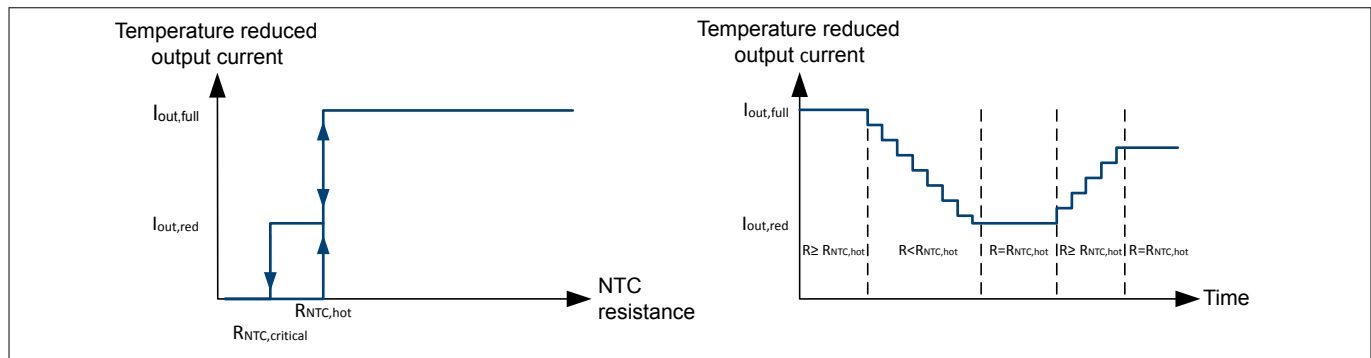 Temperature reduced
output current
Iout,full
Iout,red
RNTC,hot
RNTC,critical
NTC
resistance
Temperature reduced
output current
Iout,full
Iout,red
R≥ RNTC,hot
R<RNTC,hot
R=RNTC,hot
R≥ RNTC,hot
R=RNTC,hot
Time